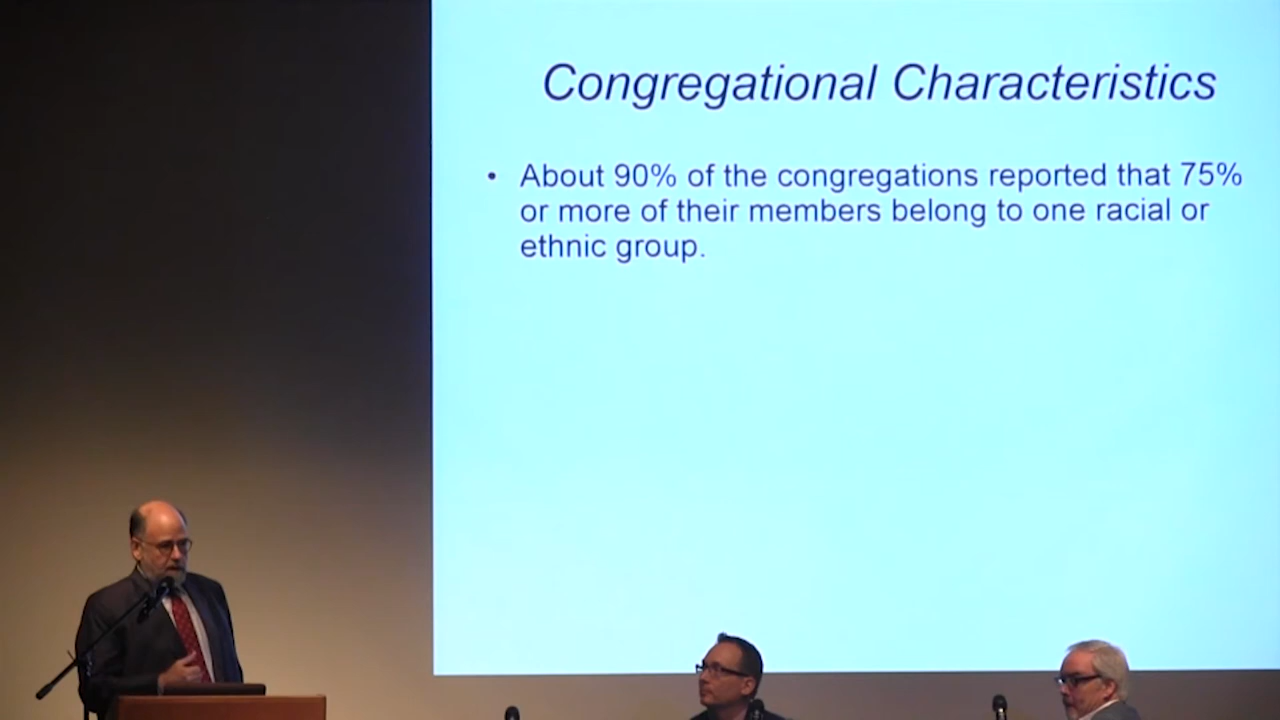 Congregational Characteristics
• About 90% of the congregations reported that 75%
or more of their members belong to one racial or
ethnic group.